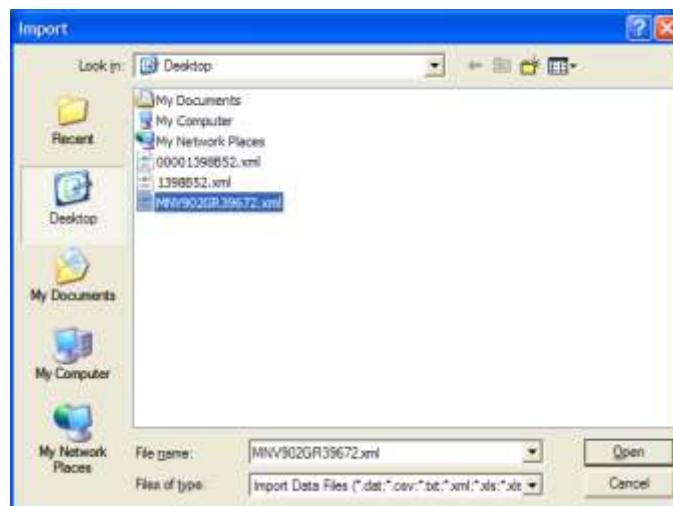 Import
Look in: Desktop
Recent
Desktop
My Documents
My Computer
My Network Places
My Documents
My Computer
My Network Places
00001398B52.xml
1398B52.xml
MNV902GR39672.xml
File name: MNV902GR39672.xml Open
Files of type: Import Data Files (*.dat;*.csv;*.txt;*.xml;*.xls;*.xls Cancel